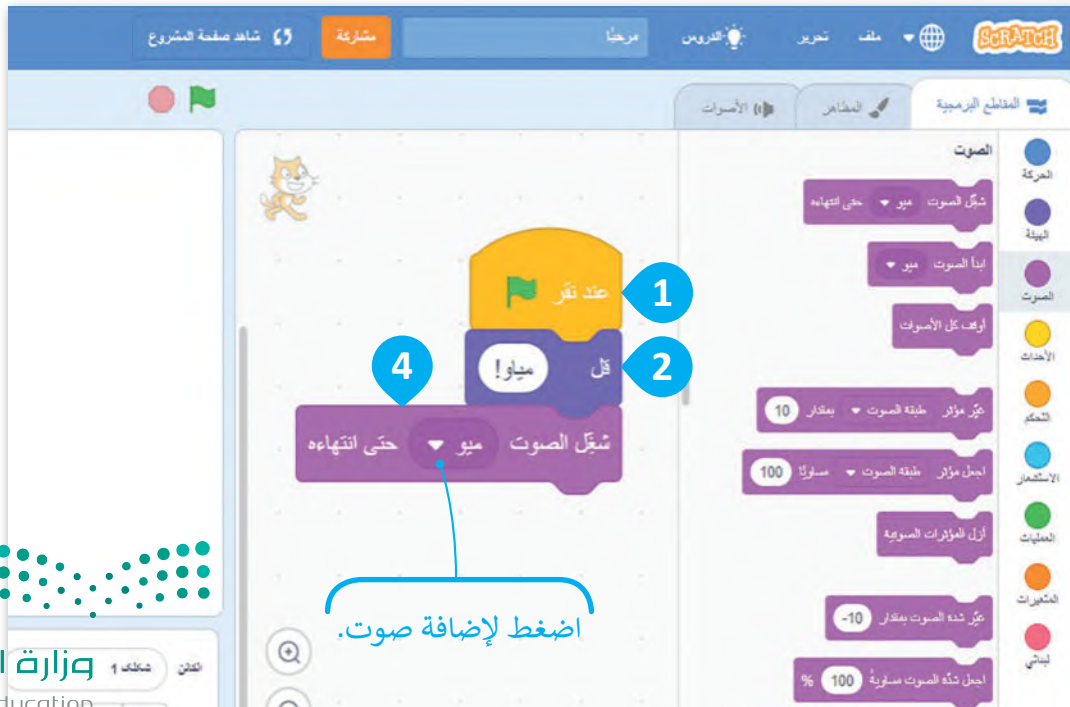 SCRATCH ملف تحرير الدروس مرحبًا مشاركة شاهد صفحة المشروع
المقاطع البرمجية المظاهر الأصوات
الحركة
الهيئة
الصوت
الأحداث
التحكم
الاستشعار
العمليات
المتغيرات
لبناتي
الصوت
شغّل الصوت ميو حتى انتهاءه
ابدأ الصوت ميو
أوقف كل الأصوات
غيّر مؤثر طبقة الصوت بمقدار 10
اجعل مؤثر طبقة الصوت مساويًا 100
أزل المؤثرات الصوتية
غيّر شدة الصوت بمقدار -10
اجعل شدّة الصوت مساويةً 100 %
عند نقر 1
قل مياو! 2
4
شغّل الصوت ميو حتى انتهاءه
اضغط لإضافة صوت.
الكائن شكلك 1
وزارة ا
ducation